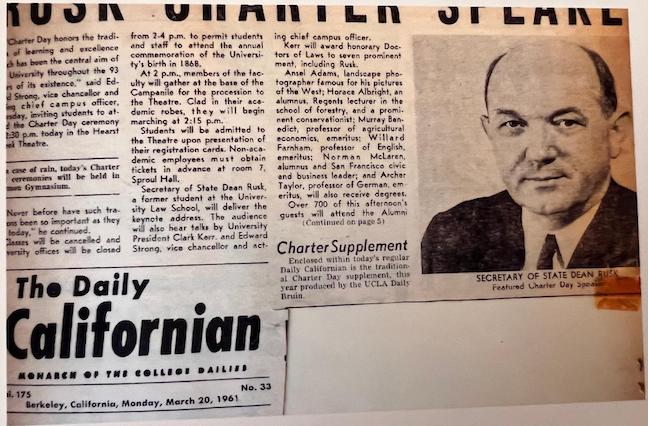 RUSK CHARTER SPEAKE
"Charter Day honors the tradi-
of learning and excellence
ch has been the central aim of
University throughout the 93
rs of its existence," said Ed-
d Strong, vice chancellor and
ng chief campus officer,
sday, inviting students to at-
d the Charter Day ceremony
2:30 p.m. today in the Hearst
ek Theatre.
case of rain, today's Charter
ceremonies will be held in
mon Gymnasium.
Never before have such tra-
ons been so important as they
today," he continued.
Classes will be cancelled and
versity offices will be closed
from 2-4 p.m. to permit students
and staff to attend the annual
commemoration of the Universi-
ty's birth in 1868.
At 2 p.m., members of the fac-
ulty will gather at the base of the
Campanile for the procession to
the Theatre. Clad in their aca-
demic robes, they will begin
marching at 2:15 p.m.
Students will be admitted to
the Theatre upon presentation of
their registration cards. Non-aca-
demic employees must obtain
tickets in advance at room 7,
Sproul Hall.
Secretary of State Dean Rusk,
a former student at the Univer-
sity Law School, will deliver the
keynote address. The audience
will also hear talks by University
President Clark Kerr, and Edward
Strong, vice chancellor and act-
ing chief campus officer.
Kerr will award honorary Doc-
tors of Laws to seven prominent
ment, including Rusk.
Ansel Adams, landscape pho-
tographer famous for his pictures
of the West; Horace Albright, an
alumnus, Regents lecturer in the
school of forestry, and a promi-
nent conservationist; Murray Ben-
edict, professor of agricultural
economics, emeritus; Willard
Farnham, professor of English,
emeritus; Norman McLaren,
alumnus and San Francisco civic
and business leader; and Archer
Taylor, professor of German, em-
eritus, will also receive degrees.
Over 700 of this afternoon's
guests will attend the Alumni
(Continued on page 5)
Charter Supplement
Enclosed within today's regular
Daily Californian is the tradition-
al Charter Day supplement, this
year produced by the UCLA Daily
Bruin.
SECRETARY OF STATE DEAN RUSK
Featured Charter Day Speaker
The Daily
Californian
MONARCH OF THE COLLEGE DAILIES
ol. 175 No. 33
Berkeley, California, Monday, March 20, 1961